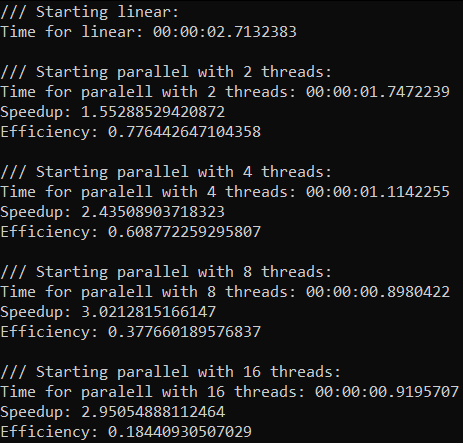 /// Starting linear:
Time for linear: 00:00:02.7132383
/// Starting parallel with 2 threads:
Time for paralell with 2 threads: 00:00:01.7472239
Speedup: 1.55288529420872
Efficiency: 0.776442647104358
/// Starting parallel with 4 threads:
Time for paralell with 4 threads: 00:00:01.1142255
Speedup: 2.43508903718323
Efficiency: 0.608772259295807
/// Starting parallel with 8 threads:
Time for paralell with 8 threads: 00:00:00.8980422
Speedup: 3.0212815166147
Efficiency: 0.377660189576837
/// Starting parallel with 16 threads:
Time for paralell with 16 threads: 00:00:00.9195707
Speedup: 2.95054888112464
Efficiency: 0.18440930507029